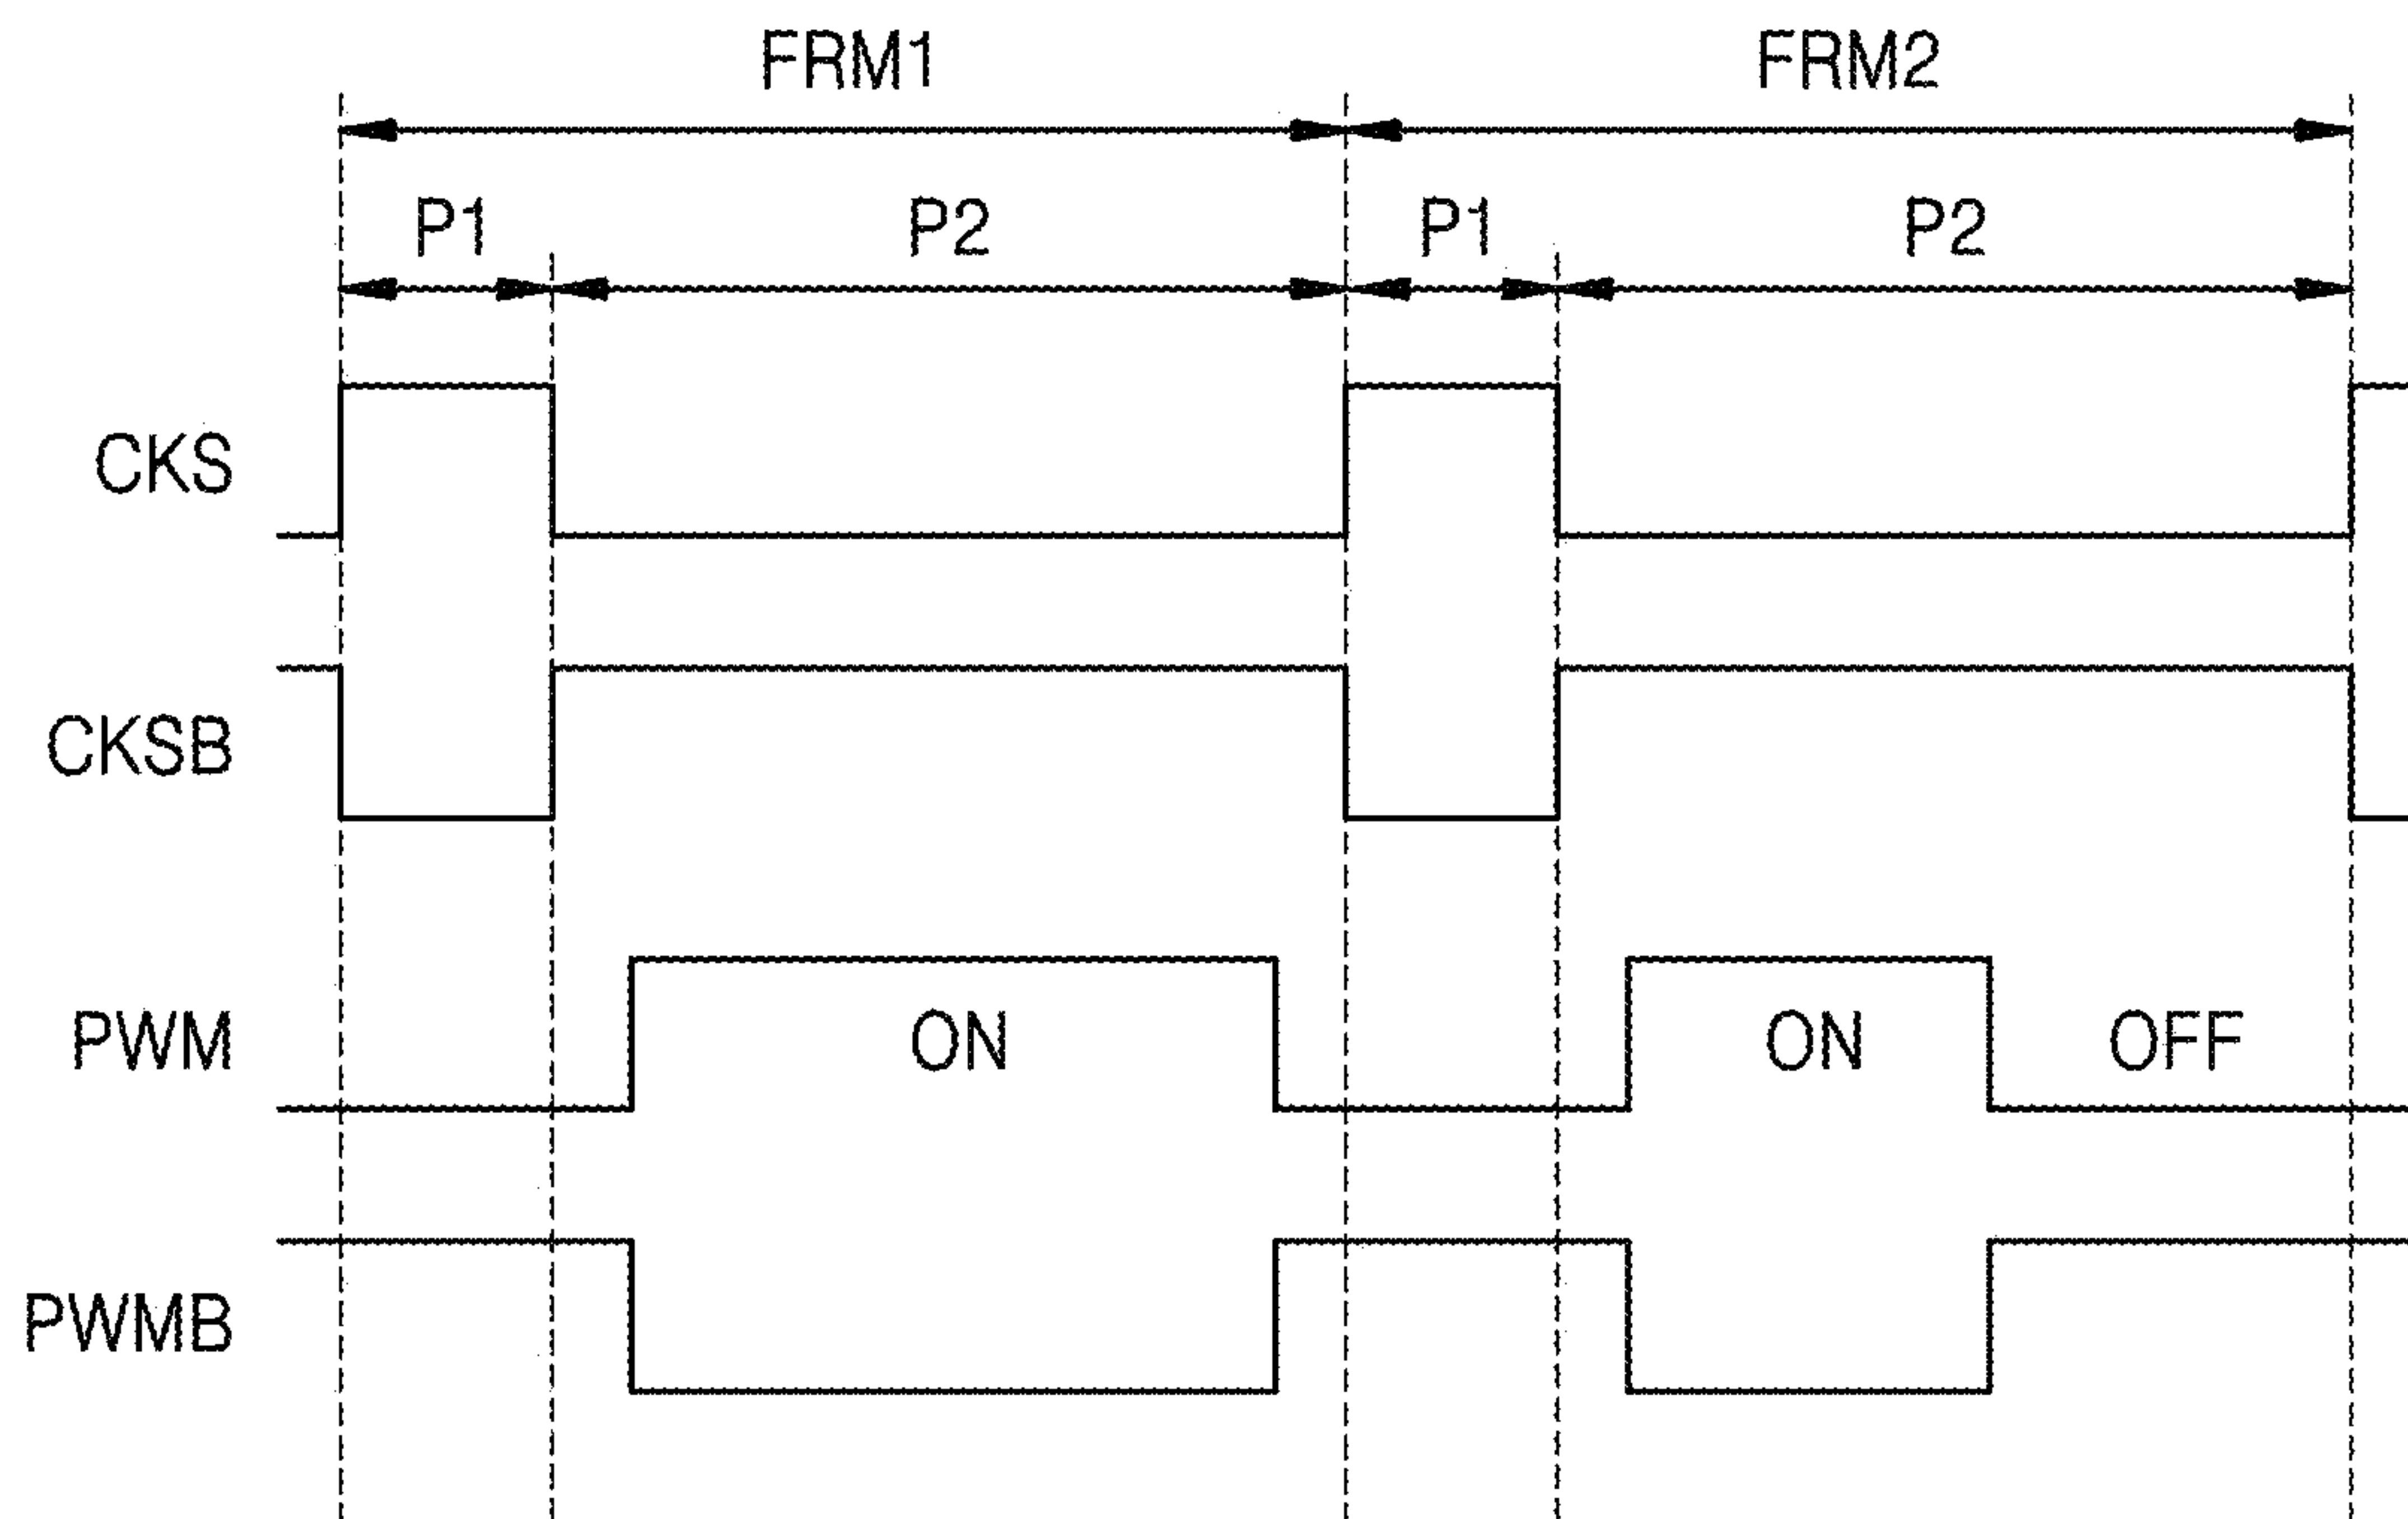 FRM1 FRM2
P1 P2 P1 P2
CKS
CKSB
PWM ON ON OFF
PWMB